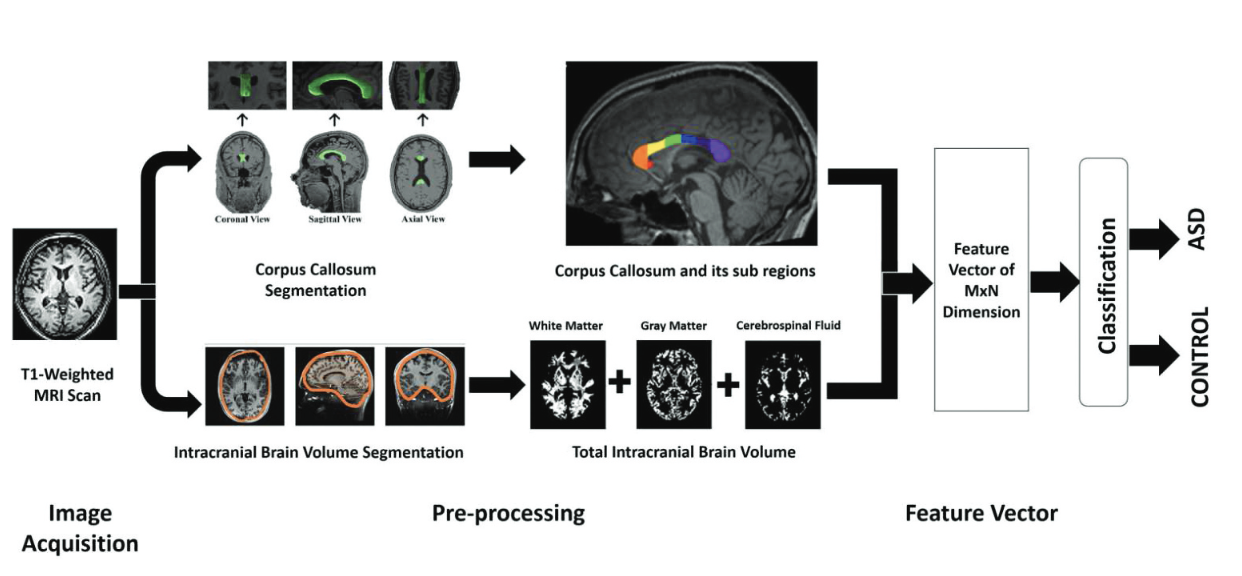 Coronal View
Sagittal View
Axial View
Corpus Callosum
Segmentation
Corpus Callosum and its sub regions
T1-Weighted
MRI Scan
White Matter
Gray Matter
Cerebrospinal Fluid
+
+
Intracranial Brain Volume Segmentation
Total Intracranial Brain Volume
Feature
Vector of
MxN
Dimension
Classification
ASD
CONTROL
Image
Acquisition
Pre-processing
Feature Vector